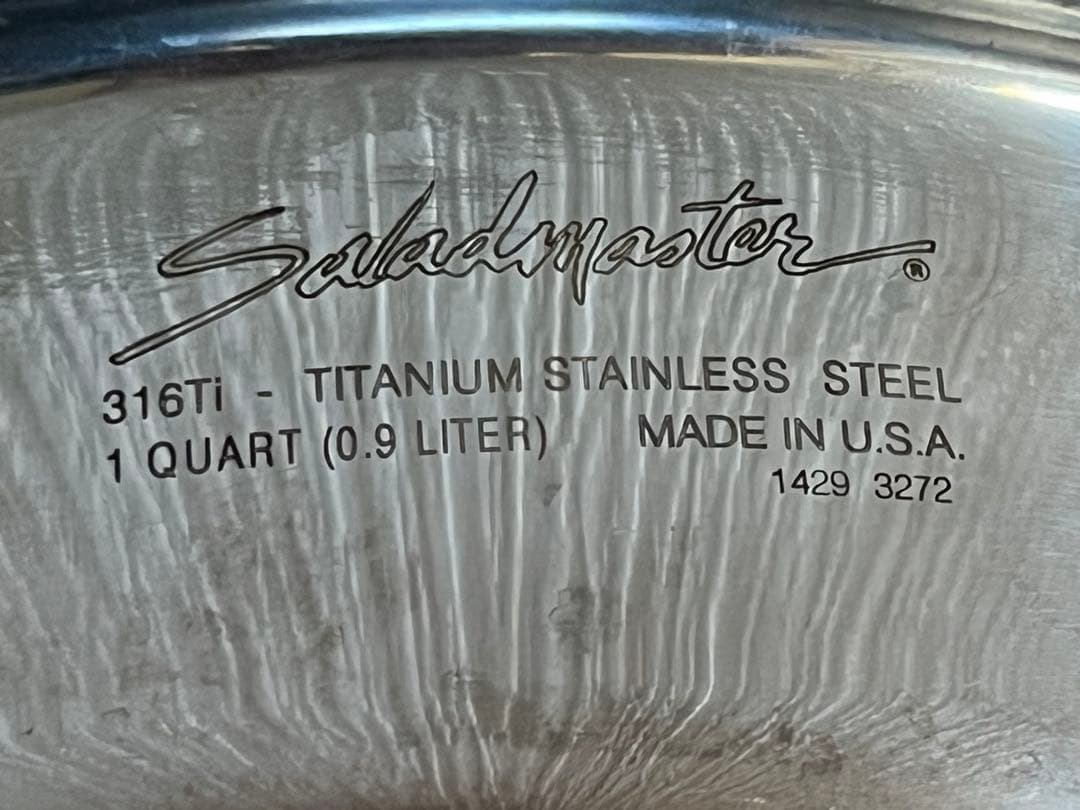 Saladmaster®
316Ti - TITANIUM STAINLESS STEEL
1 QUART (0.9 LITER) MADE IN U.S.A.
1429 3272